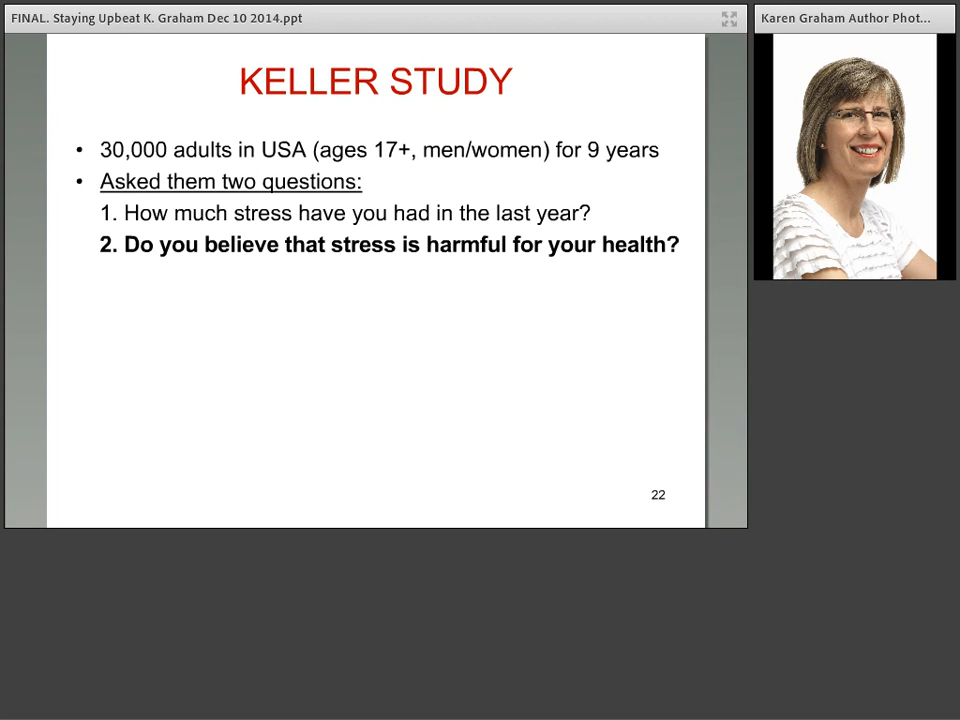 FINAL. Staying Upbeat K. Graham Dec 10 2014.ppt
Karen Graham Author Phot...
KELLER STUDY
• 30,000 adults in USA (ages 17+, men/women) for 9 years
• Asked them two questions:
1. How much stress have you had in the last year?
2. Do you believe that stress is harmful for your health?
22